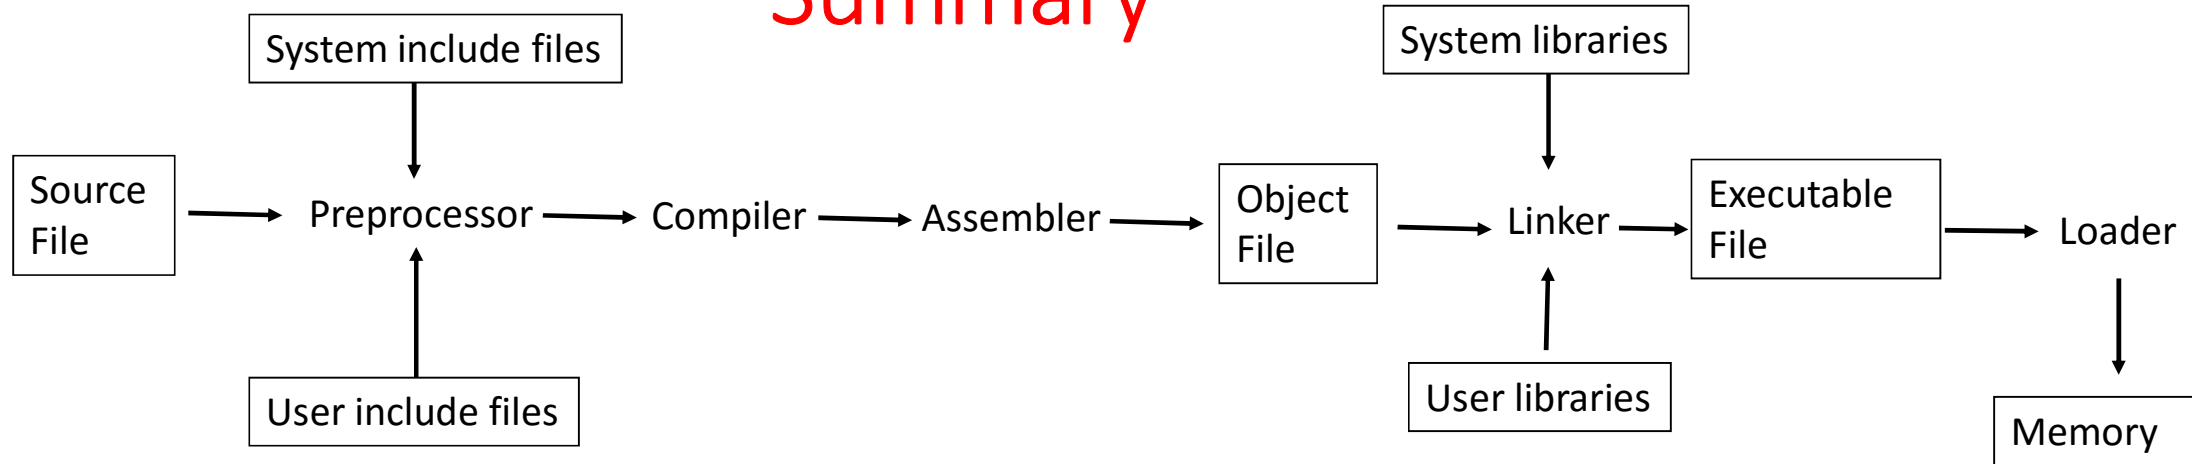 Summary
System include files
System libraries
Source
File
Preprocessor
Compiler
Assembler
Object
File
Linker
Executable
File
Loader
User include files
User libraries
Memory